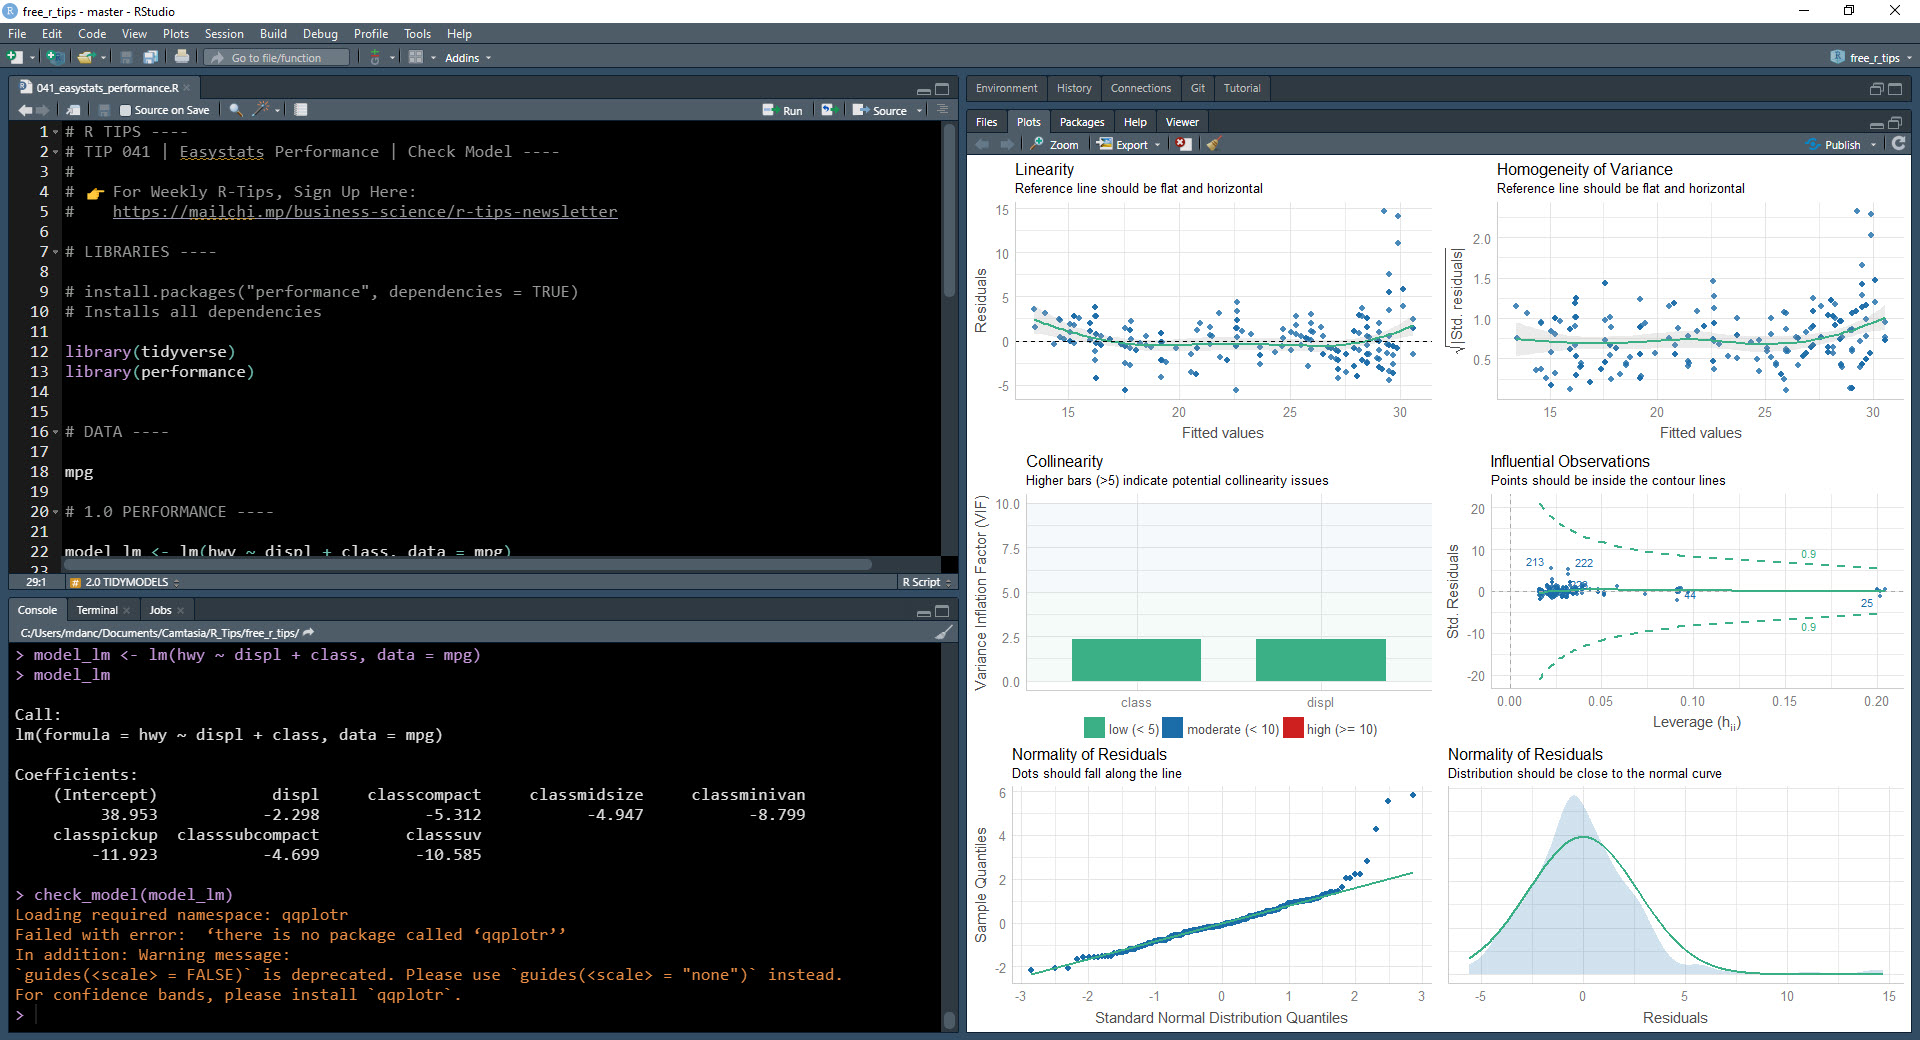 free_r_tips - master - RStudio
File Edit Code View Plots Session Build Debug Profile Tools Help
Go to file/function Addins free_r_tips
041_easystats_performance.R
Source on Save Run Source
1 # R TIPS ----
2 # TIP 041 | Easystats Performance | Check Model ----
3 #
4 # 👉 For Weekly R-Tips, Sign Up Here:
5 # https://mailchi.mp/business-science/r-tips-newsletter
6
7 # LIBRARIES ----
8
9 # install.packages("performance", dependencies = TRUE)
10 # Installs all dependencies
11
12 library(tidyverse)
13 library(performance)
14
15
16 # DATA ----
17
18 mpg
19
20 # 1.0 PERFORMANCE ----
21
22 model_lm <- lm(hwy ~ displ + class, data = mpg)
23
29:1 # 2.0 TIDYMODELS R Script
Console Terminal Jobs
C:/Users/mdanc/Documents/Camtasia/R_Tips/free_r_tips/
> model_lm <- lm(hwy ~ displ + class, data = mpg)
> model_lm
Call:
lm(formula = hwy ~ displ + class, data = mpg)
Coefficients:
(Intercept) displ classcompact classmidsize classminivan
38.953 -2.298 -5.312 -4.947 -8.799
classpickup classsubcompact classsuv
-11.923 -4.699 -10.585
> check_model(model_lm)
Loading required namespace: qqplotr
Failed with error:  ‘there is no package called ‘qqplotr’’
In addition: Warning message:
`guides(<scale> = FALSE)` is deprecated. Please use `guides(<scale> = "none")` instead.
For confidence bands, please install `qqplotr`.
>
Environment History Connections Git Tutorial
Files Plots Packages Help Viewer
Zoom Export Publish
Linearity
Reference line should be flat and horizontal
15
10
5
0
-5
Residuals
15 20 25 30
Fitted values
Homogeneity of Variance
Reference line should be flat and horizontal
2.0
1.5
1.0
0.5
√|Std. residuals|
15 20 25 30
Fitted values
Collinearity
Higher bars (>5) indicate potential collinearity issues
10.0
7.5
5.0
2.5
0.0
Variance Inflation Factor (VIF)
class displ
low (< 5) moderate (< 10) high (>= 10)
Influential Observations
Points should be inside the contour lines
20
10
0
-10
-20
Std. Residuals
0.9
213 222
44
25
0.9
0.00 0.05 0.10 0.15 0.20
Leverage (hii)
Normality of Residuals
Dots should fall along the line
6
4
2
0
-2
Sample Quantiles
-3 -2 -1 0 1 2 3
Standard Normal Distribution Quantiles
Normality of Residuals
Distribution should be close to the normal curve
-5 0 5 10 15
Residuals